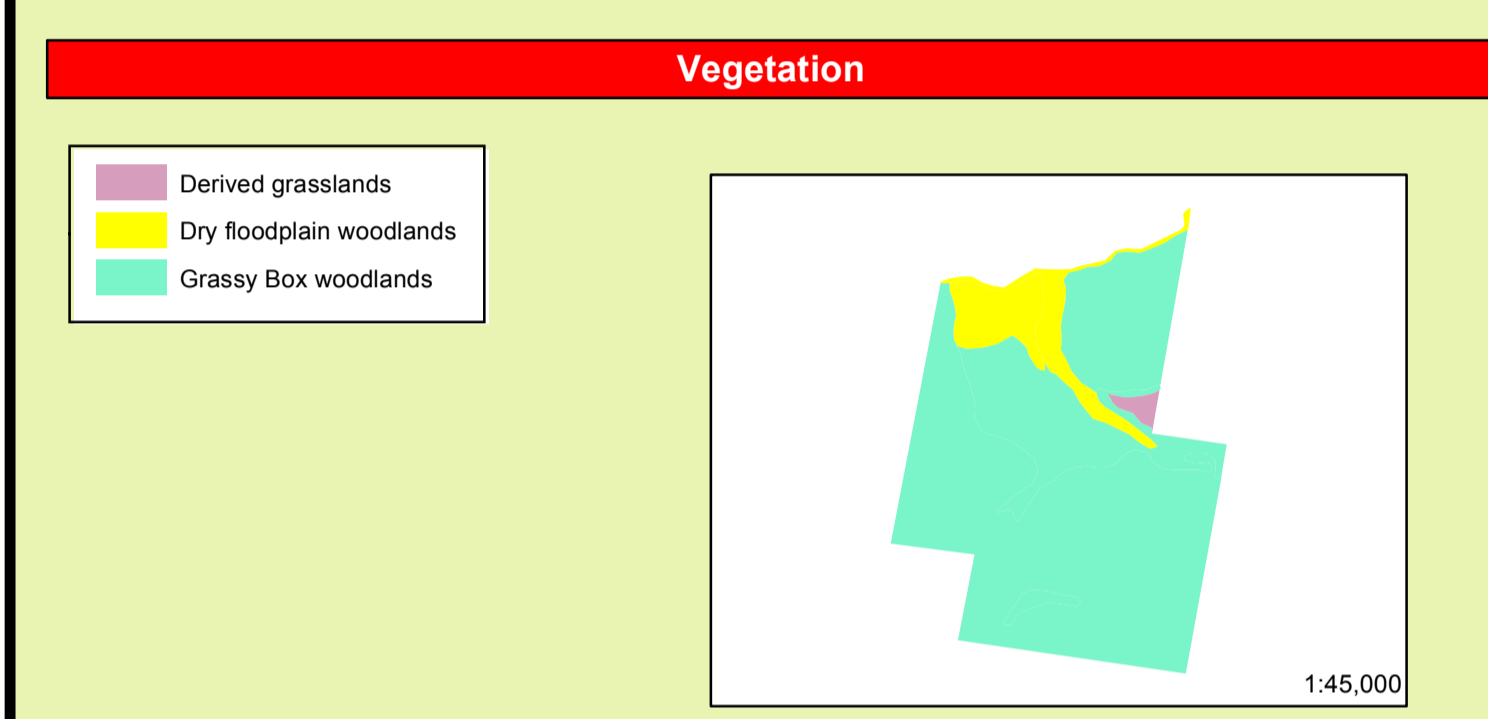 Vegetation
Derived grasslands
Dry floodplain woodlands
Grassy Box woodlands
1:45,000